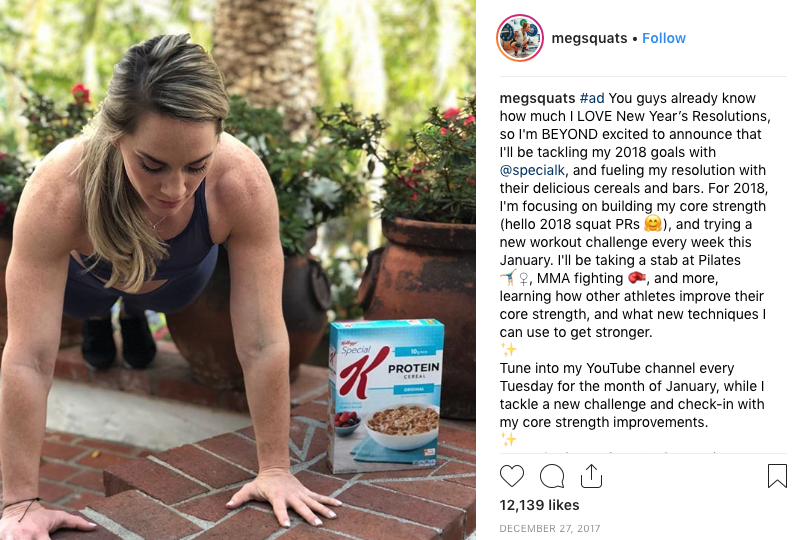 megsquats • Follow
megsquats #ad You guys already know
how much I LOVE New Year's Resolutions,
so I'm BEYOND excited to announce that
I'll be tackling my 2018 goals with
@specialk, and fueling my resolution with
their delicious cereals and bars. For 2018,
I'm focusing on building my core strength
(hello 2018 squat PRs 🤗), and trying a
new workout challenge every week this
January. I'll be taking a stab at Pilates
🤸♀, MMA fighting 🥊, and more,
learning how other athletes improve their
core strength, and what new techniques I
can use to get stronger.
✨
Tune into my YouTube channel every
Tuesday for the month of January, while I
tackle a new challenge and check-in with
my core strength improvements.
✨
12,139 likes
DECEMBER 27, 2017
Kellogg's
Special
K
PROTEIN
CEREAL
ORIGINAL